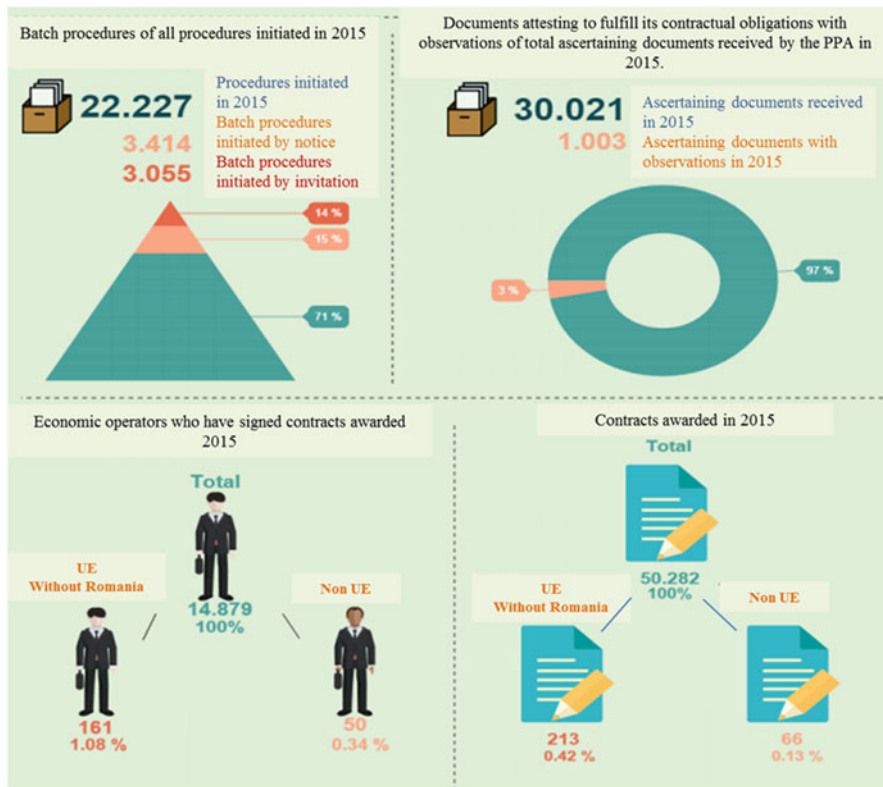 Batch procedures of all procedures initiated in 2015
22.227
3.414
3.055
Procedures initiated
in 2015
Batch procedures
initiated by notice
Batch procedures
initiated by invitation
14 %
15 %
71 %
Documents attesting to fulfill its contractual obligations with
observations of total ascertaining documents received by the PPA in
2015.
30.021
1.003
Ascertaining documents received
in 2015
Ascertaining documents with
observations in 2015
97 %
3 %
Economic operators who have signed contracts awarded
2015
Total
14.879
100%
UE
Without Romania
161
1.08 %
Non UE
50
0.34 %
Contracts awarded in 2015
Total
50.282
100%
UE
Without Romania
213
0.42 %
Non UE
66
0.13 %